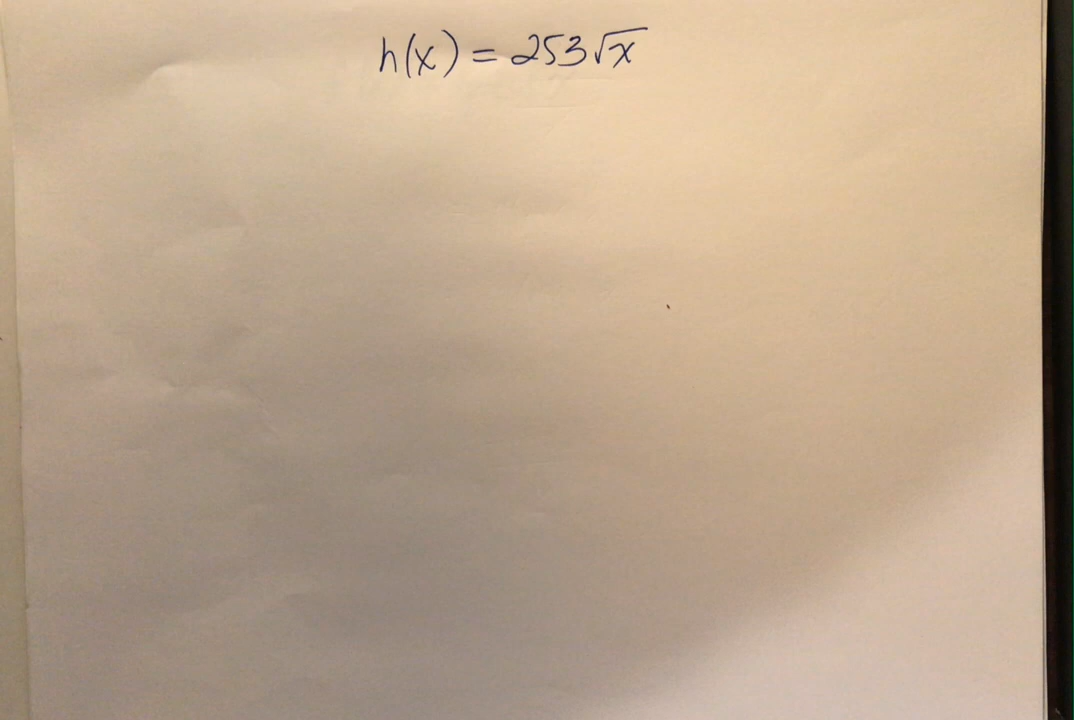 h(x) = 253√x